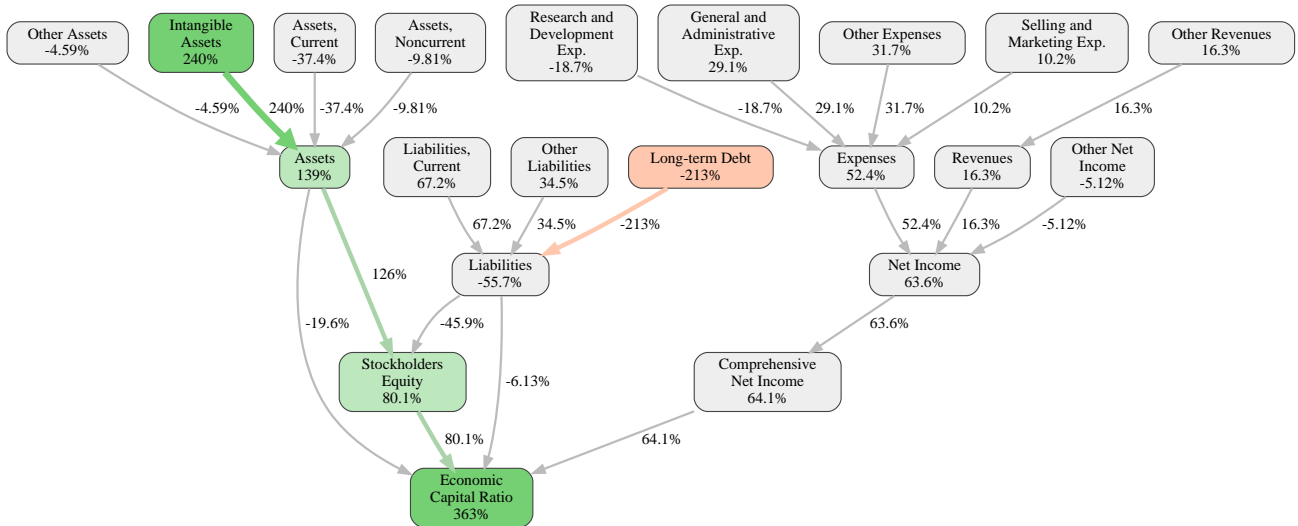 Other Assets
-4.59%
Intangible
Assets
240%
Assets,
Current
-37.4%
Assets,
Noncurrent
-9.81%
Research and
Development
Exp.
-18.7%
General and
Administrative
Exp.
29.1%
Other Expenses
31.7%
Selling and
Marketing Exp.
10.2%
Other Revenues
16.3%
-4.59%
240%
-37.4%
-9.81%
-18.7%
29.1%
31.7%
10.2%
16.3%
Assets
139%
Liabilities,
Current
67.2%
Other
Liabilities
34.5%
Long-term Debt
-213%
Expenses
52.4%
Revenues
16.3%
Other Net
Income
-5.12%
67.2%
34.5%
-213%
52.4%
16.3%
-5.12%
126%
Liabilities
-55.7%
Net Income
63.6%
-19.6%
-45.9%
63.6%
Stockholders
Equity
80.1%
-6.13%
Comprehensive
Net Income
64.1%
80.1%
64.1%
Economic
Capital Ratio
363%